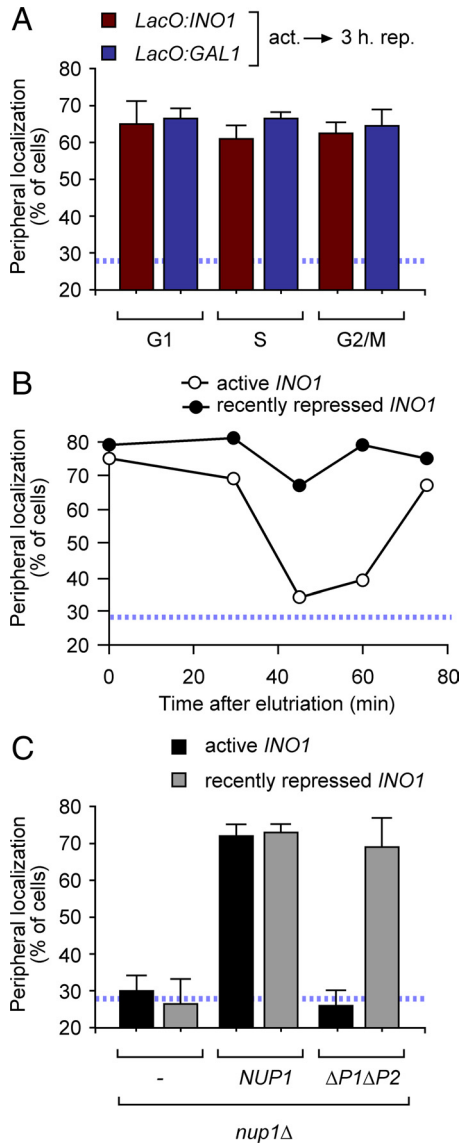 A
LacO:INO1
LacO:GAL1
act. → 3 h. rep.
Peripheral localization
(% of cells)
80
70
60
50
40
30
20
G1
S
G2/M
B
active INO1
recently repressed INO1
Peripheral localization
(% of cells)
80
70
60
50
40
30
20
0
20
40
60
80
Time after elutriation (min)
C
active INO1
recently repressed INO1
Peripheral localization
(% of cells)
80
70
60
50
40
30
20
-
NUP1
ΔP1ΔP2
nup1Δ